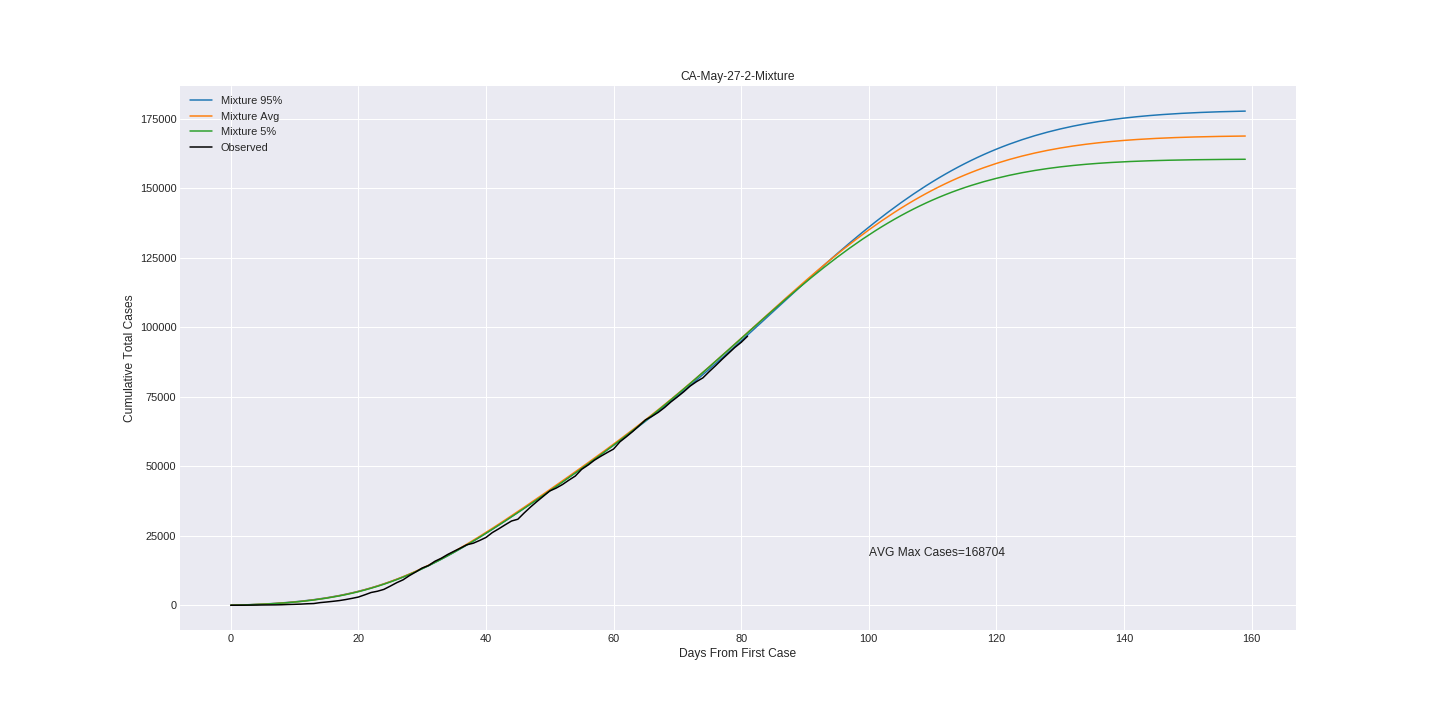 CA-May-27-2-Mixture
Mixture 95%
Mixture Avg
Mixture 5%
Observed
175000
150000
125000
100000
75000
50000
25000
0
Cumulative Total Cases
AVG Max Cases=168704
0 20 40 60 80 100 120 140 160
Days From First Case